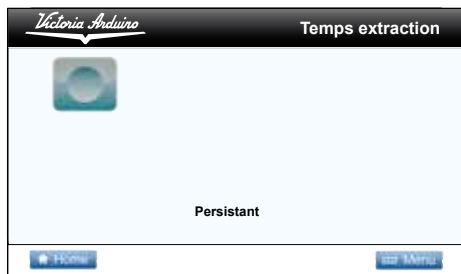 Victoria Arduino
Temps extraction
Persistant
Home
Menu